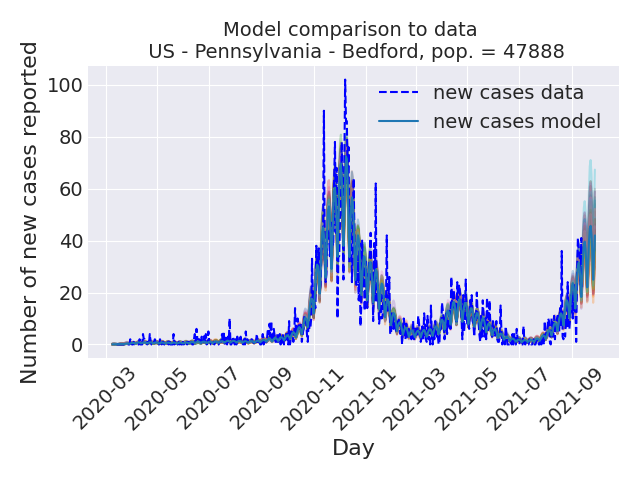 Model comparison to data
US - Pennsylvania - Bedford, pop. = 47888
Number of new cases reported
100
80
60
40
20
0
new cases data
new cases model
2020-03
2020-05
2020-07
2020-09
2020-11
2021-01
2021-03
2021-05
2021-07
2021-09
Day